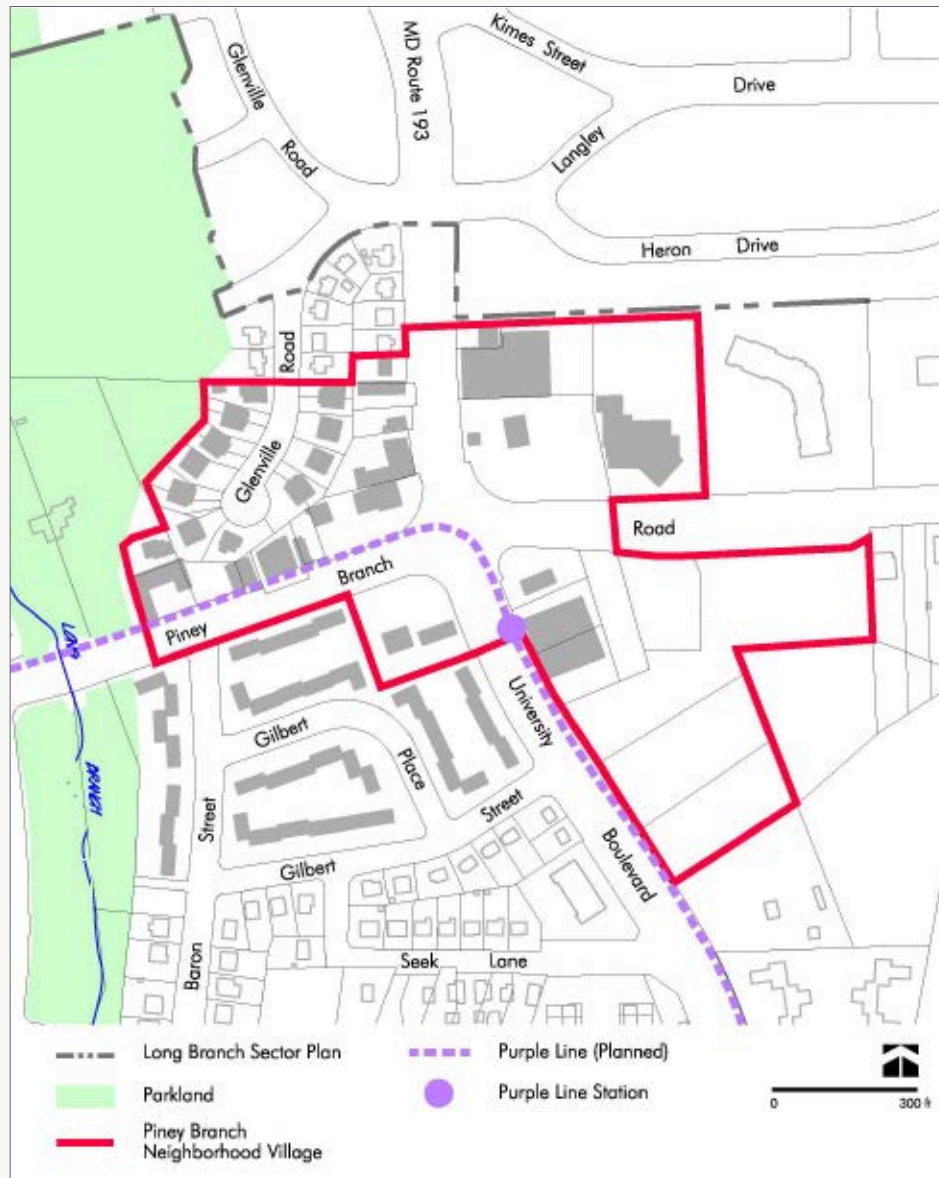 Kimes Street
Glenville
Road
MD Route 193
Drive
Langley
Heron Drive
Road
Glenville
Road
Branch
Piney
LONG
BRANCH
University
Gilbert
Place
Street
Street
Boulevard
Gilbert
Baron
Seek Lane
Long Branch Sector Plan
Purple Line (Planned)
Parkland
Purple Line Station
0 300 ft
Piney Branch
Neighborhood Village